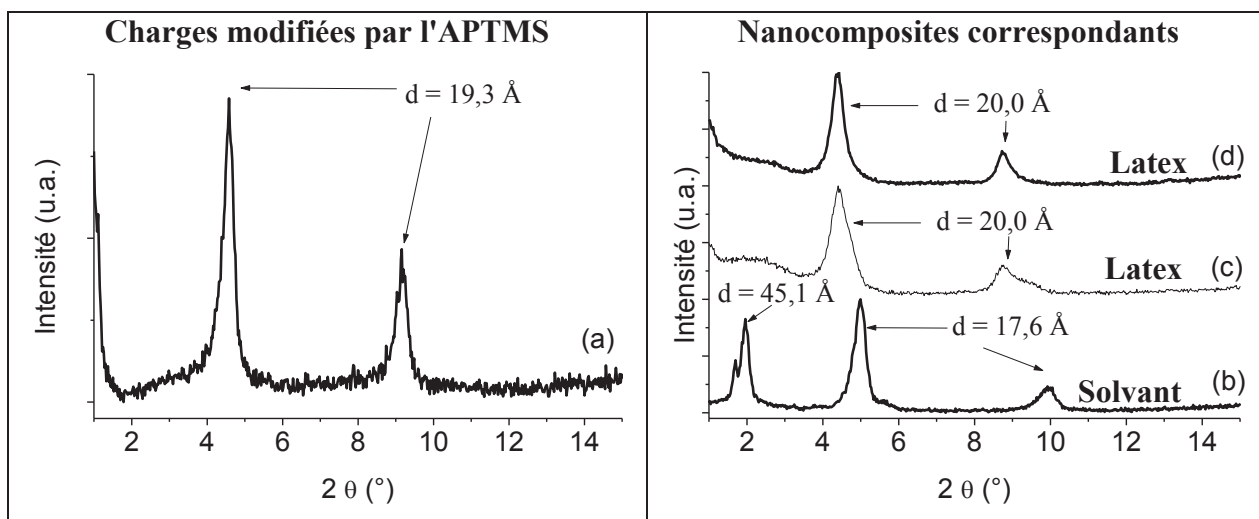 Charges modifiées par l'APTMS
d = 19,3 Å
Intensité (u.a.)
(a)
2 4 6 8 10 12 14
2 θ (°)
Nanocomposites correspondants
d = 20,0 Å
(d)
Latex
d = 20,0 Å
Intensité (u.a.)
(c)
Latex
d = 45,1 Å
d = 17,6 Å
(b)
Solvant
2 4 6 8 10 12 14
2 θ (°)